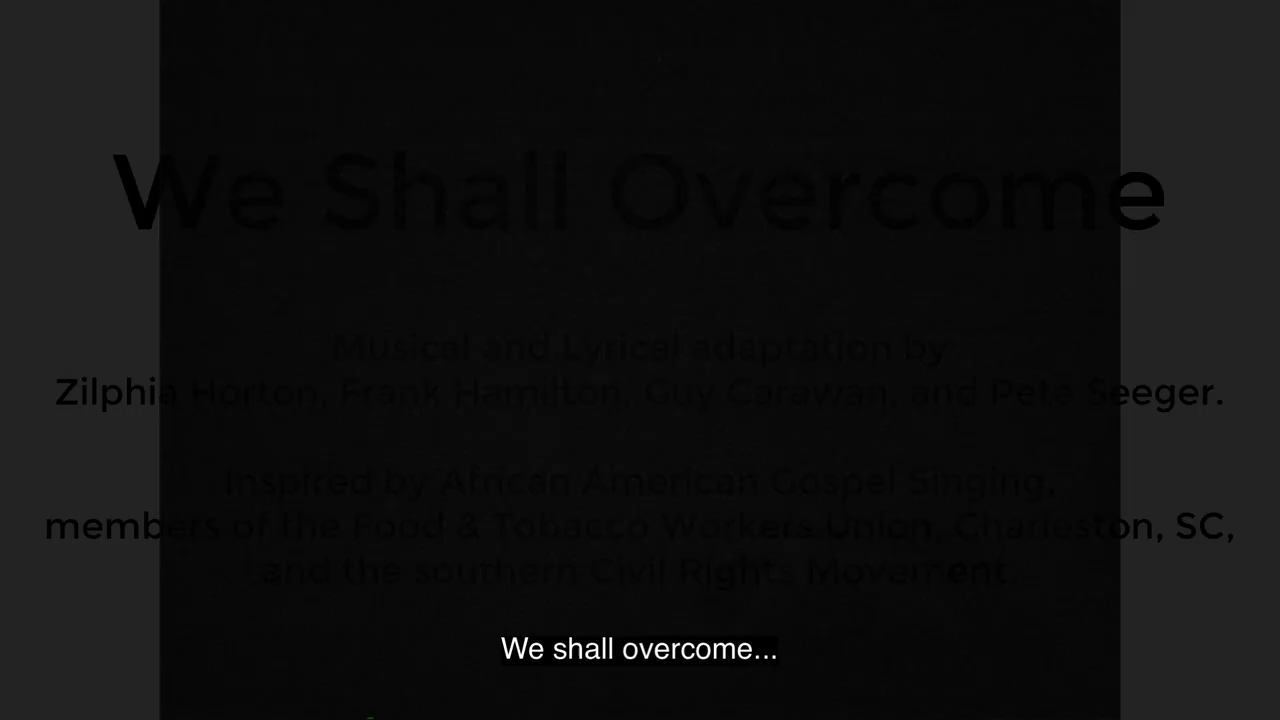 We Shall Overcome
Musical and Lyrical adaptation by
Zilphia Horton, Frank Hamilton, Guy Carawan, and Pete Seeger.
Inspired by African American Gospel Singing,
members of the Food & Tobacco Workers Union, Charleston, SC,
and the southern Civil Rights Movement.
We shall overcome...